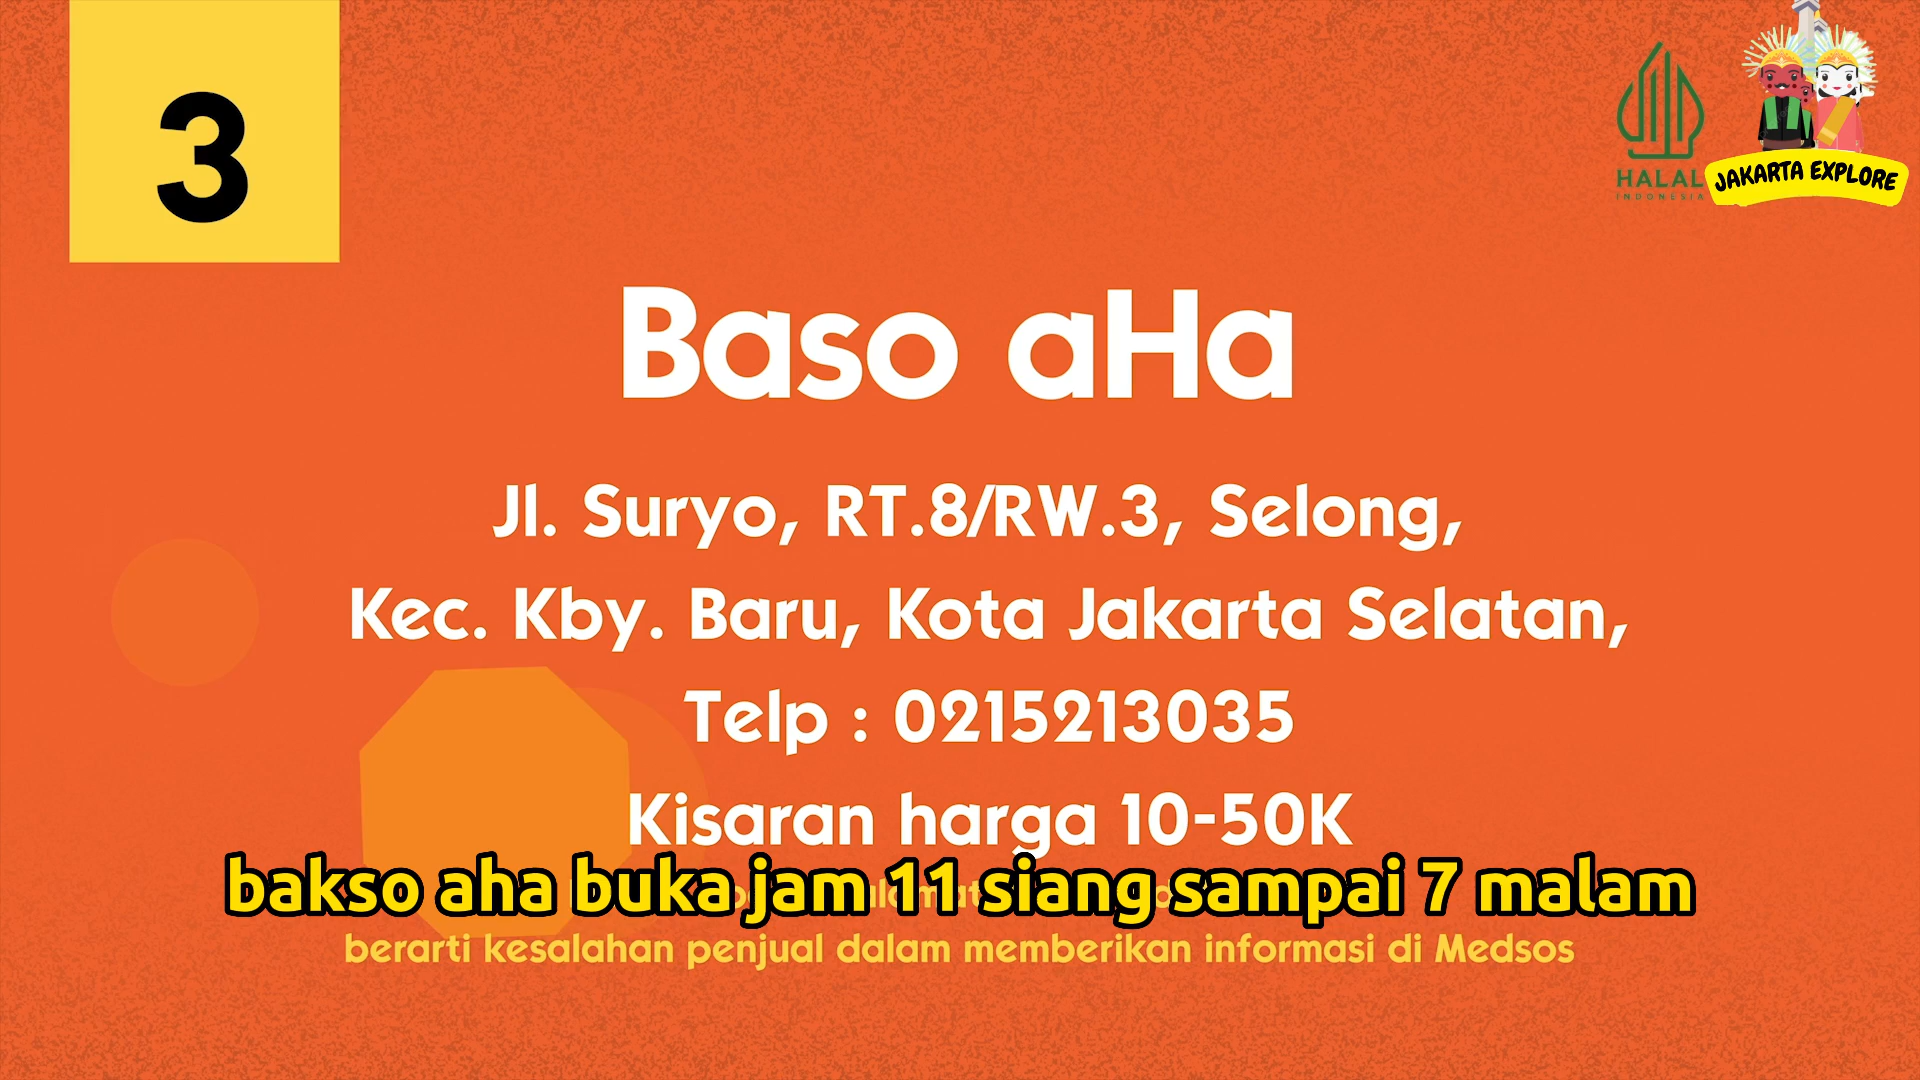 3
HALAL
INDONESIA
JAKARTA EXPLORE
Baso aHa
Jl. Suryo, RT.8/RW.3, Selong,
Kec. Kby. Baru, Kota Jakarta Selatan,
Telp : 0215213035
Kisaran harga 10-50K
bakso aha buka jam 11 siang sampai 7 malam
berarti kesalahan penjual dalam memberikan informasi di Medsos